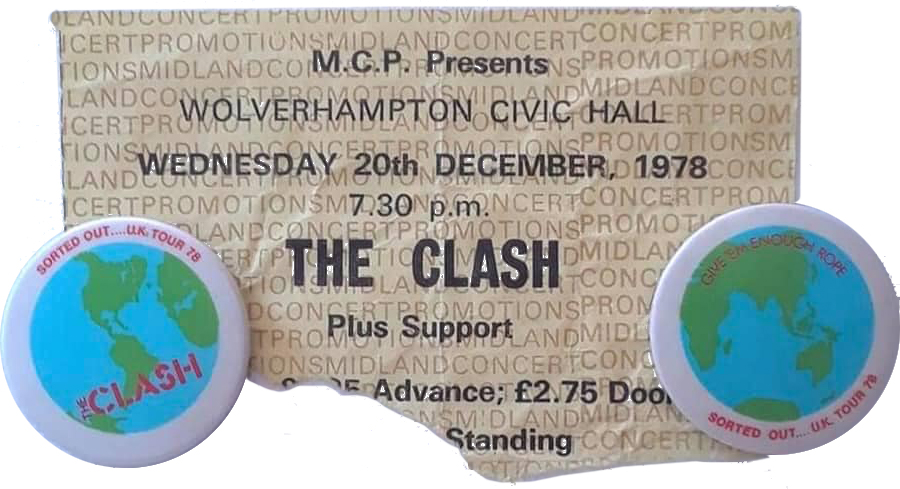 M.C.P. Presents
WOLVERHAMPTON CIVIC HALL
WEDNESDAY 20th DECEMBER, 1978
7.30 p.m.
THE CLASH
Plus Support
Advance; £2.75 Doo
Standing
SORTED OUT....U.K. TOUR 78
THE CLASH
GIVE 'EM ENOUGH ROPE
SORTED OUT.... U.K. TOUR 78